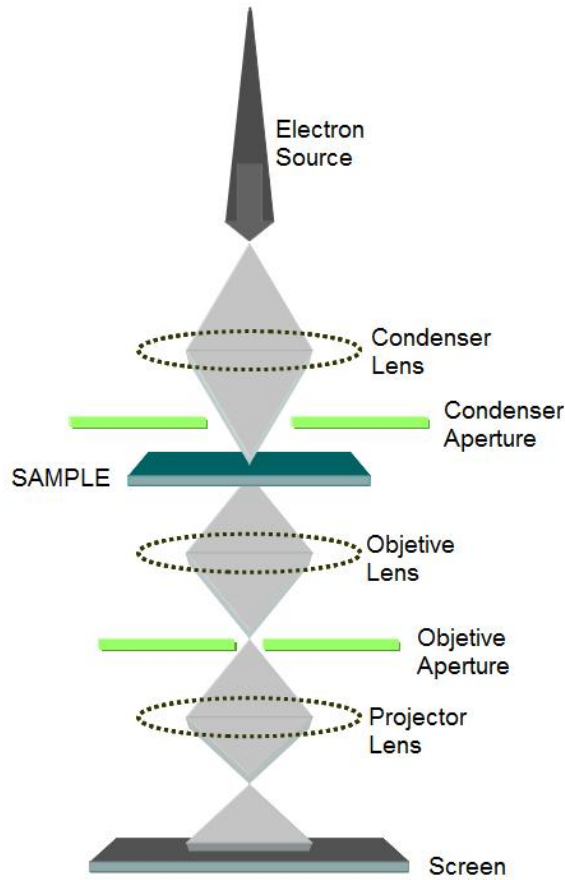 Electron
Source
Condenser
Lens
Condenser
Aperture
SAMPLE
Objetive
Lens
Objetive
Aperture
Projector
Lens
Screen